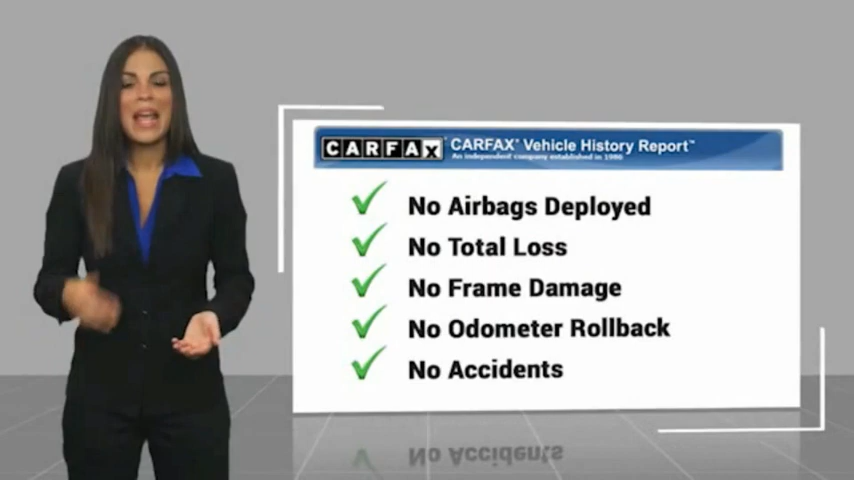 CARFAX CARFAX® Vehicle History Report™
An independent company established in 1986
No Airbags Deployed
No Total Loss
No Frame Damage
No Odometer Rollback
No Accidents
No Accidents